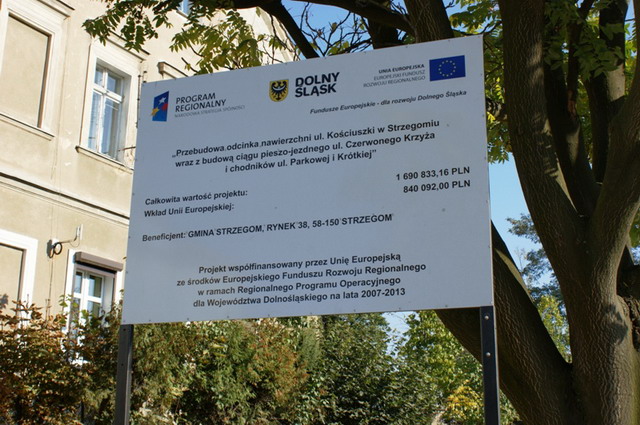 PROGRAM
REGIONALNY
NARODOWA STRATEGIA SPÓJNOŚCI
DOLNY
ŚLĄSK
UNIA EUROPEJSKA
EUROPEJSKI FUNDUSZ
ROZWOJU REGIONALNEGO
Fundusze Europejskie - dla rozwoju Dolnego Śląska
„Przebudowa odcinka nawierzchni ul. Kościuszki w Strzegomiu
wraz z budową ciągu pieszo-jezdnego ul. Czerwonego Krzyża
i chodników ul. Parkowej i Krótkiej”
Całkowita wartość projektu: 1 690 833,16 PLN
Wkład Unii Europejskiej: 840 092,00 PLN
Beneficjent: GMINA STRZEGOM, RYNEK 38, 58-150 STRZEGOM
Projekt współfinansowany przez Unię Europejską
ze środków Europejskiego Funduszu Rozwoju Regionalnego
w ramach Regionalnego Programu Operacyjnego
dla Województwa Dolnośląskiego na lata 2007-2013